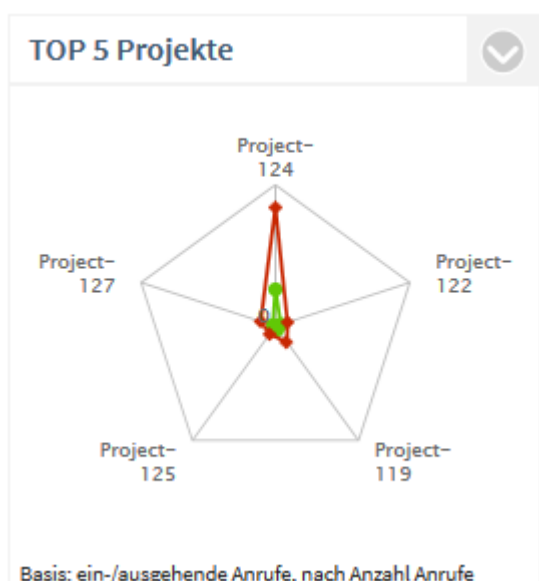 TOP 5 Projekte
Project-
124
Project-
127
Project-
122
0
Project-
125
Project-
119
Basis: ein-/ausgehende Anrufe, nach Anzahl Anrufe